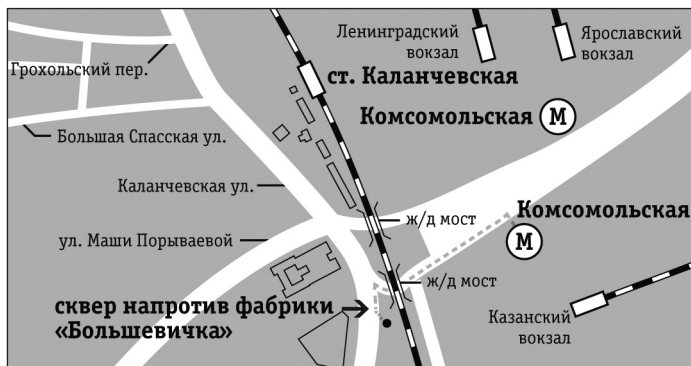 Ленинградский
вокзал
Ярославский
вокзал
Грохольский пер.
ст. Каланчевская
Комсомольская М
Большая Спасская ул.
Каланчевская ул.
Комсомольская
М
ж/д мост
ул. Маши Порываевой
ж/д мост
сквер напротив фабрики
«Большевичка»
Казанский
вокзал